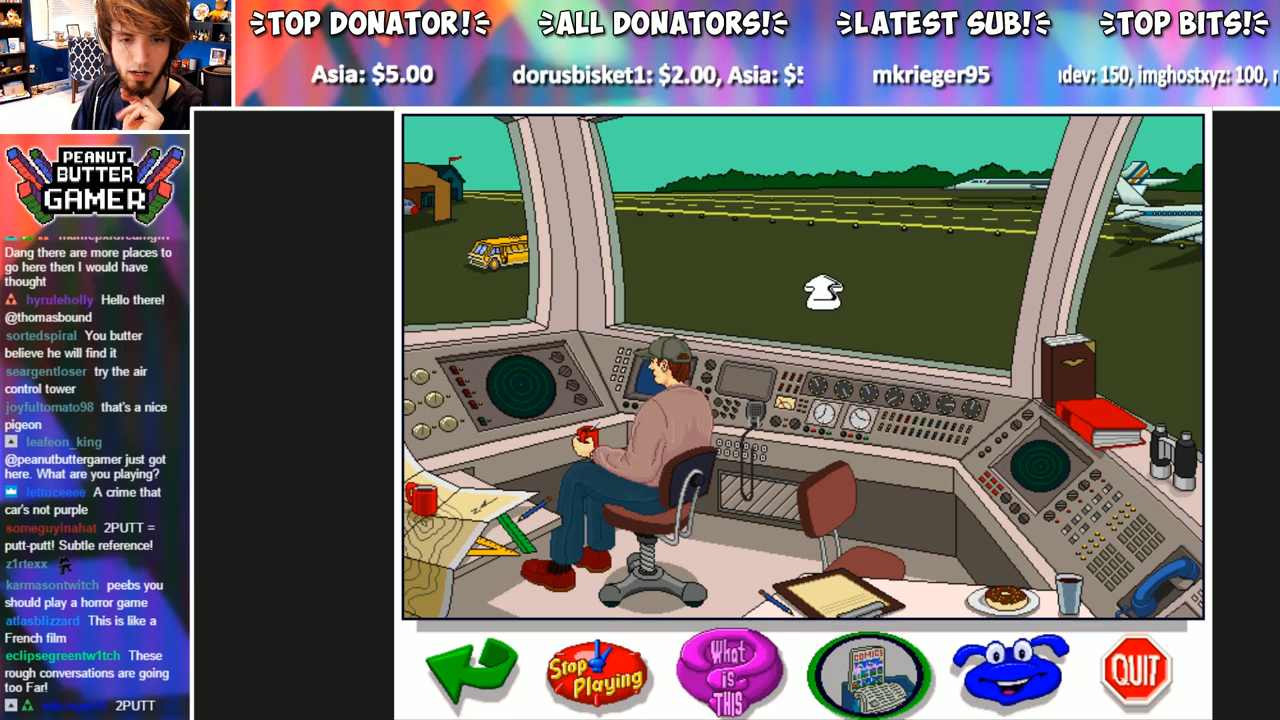 TOP DONATOR!
ALL DONATORS!
LATEST SUB!
TOP BITS!
Asia: $5.00
dorusbisket1: $2.00, Asia: $5
mkrieger95
dev: 150, imghostxyz: 100,
PEANUT
BUTTER
GAMER
Dang there are more places to
go here then I would have
thought
hyruleholly Hello there!
@thomasbound
sortedspiral You butter
believe he will find it
seargentloser try the air
control tower
joyfultomato98 that's a nice
pigeon
leafeon_king
@peanutbuttergamer just got
here. What are you playing?
lettuceeee A crime that
car's not purple
someguyinahat 2PUTT =
putt-putt! Subtle reference!
z1rtexx
karmasontwitch peebs you
should play a horror game
atlasblizzard This is like a
French film
eclipsegreentw1tch These
rough conversations are going
too Far!
mkrieger95 2PUTT
Stop
Playing
What
is
THIS
COMICS
QUIT